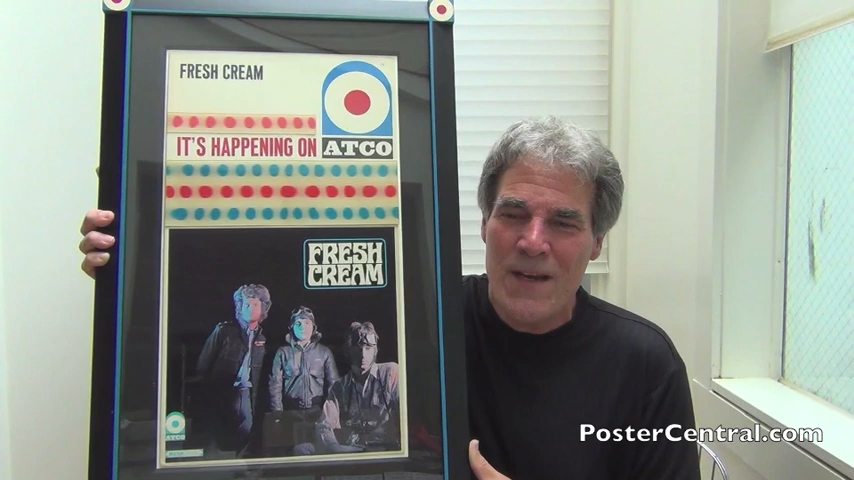 FRESH CREAM
IT'S HAPPENING ON ATCO
FRESH
CREAM
ATCO
PosterCentral.com